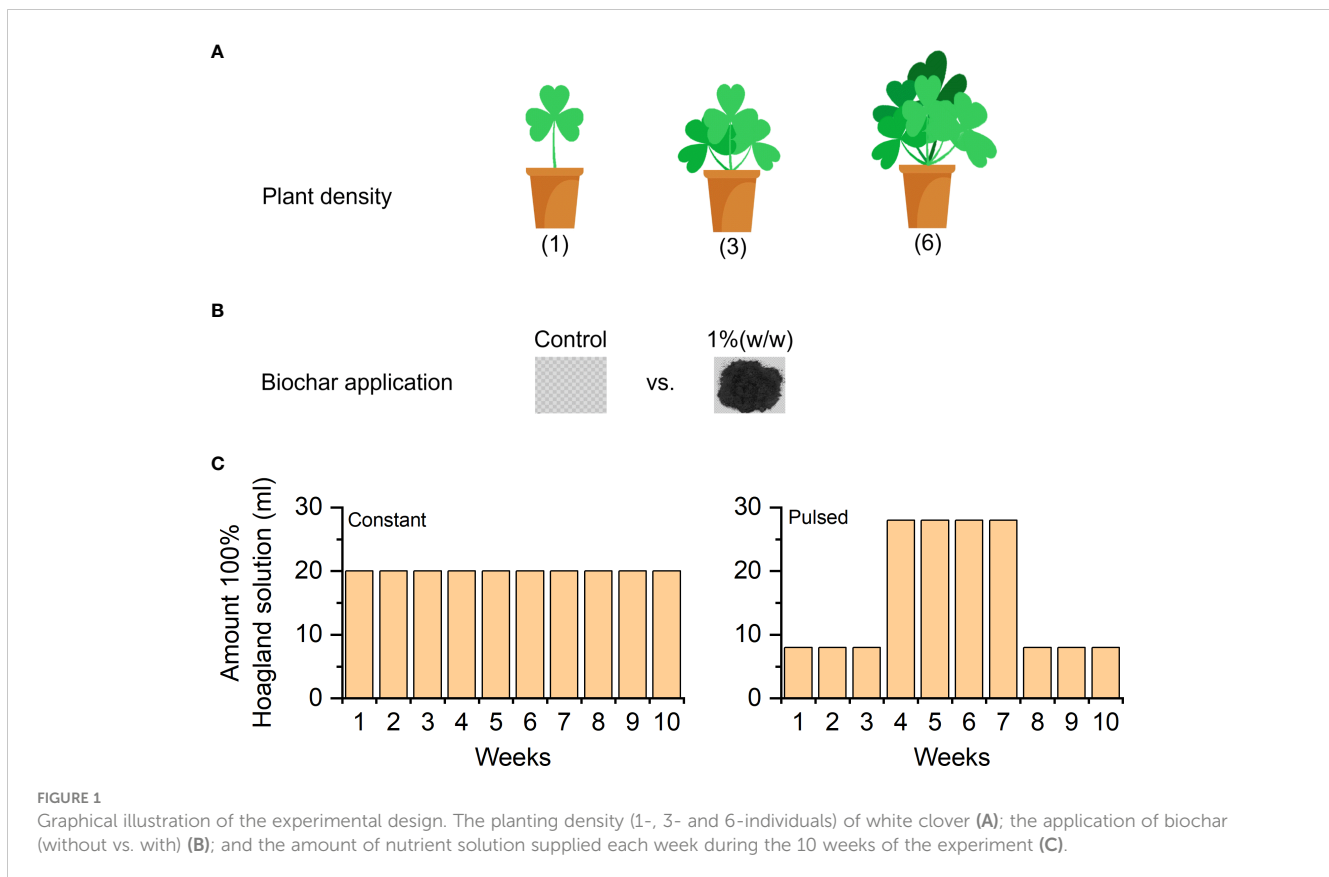 A
Plant density
(1)
(3)
(6)
B
Control
1%(w/w)
Biochar application
vs.
C
Amount 100%
Hoagland solution (ml)
30
20
10
0
Constant
1 2 3 4 5 6 7 8 9 10
Weeks
30
20
10
0
Pulsed
1 2 3 4 5 6 7 8 9 10
Weeks
FIGURE 1
Graphical illustration of the experimental design. The planting density (1-, 3- and 6-individuals) of white clover (A); the application of biochar
(without vs. with) (B); and the amount of nutrient solution supplied each week during the 10 weeks of the experiment (C).